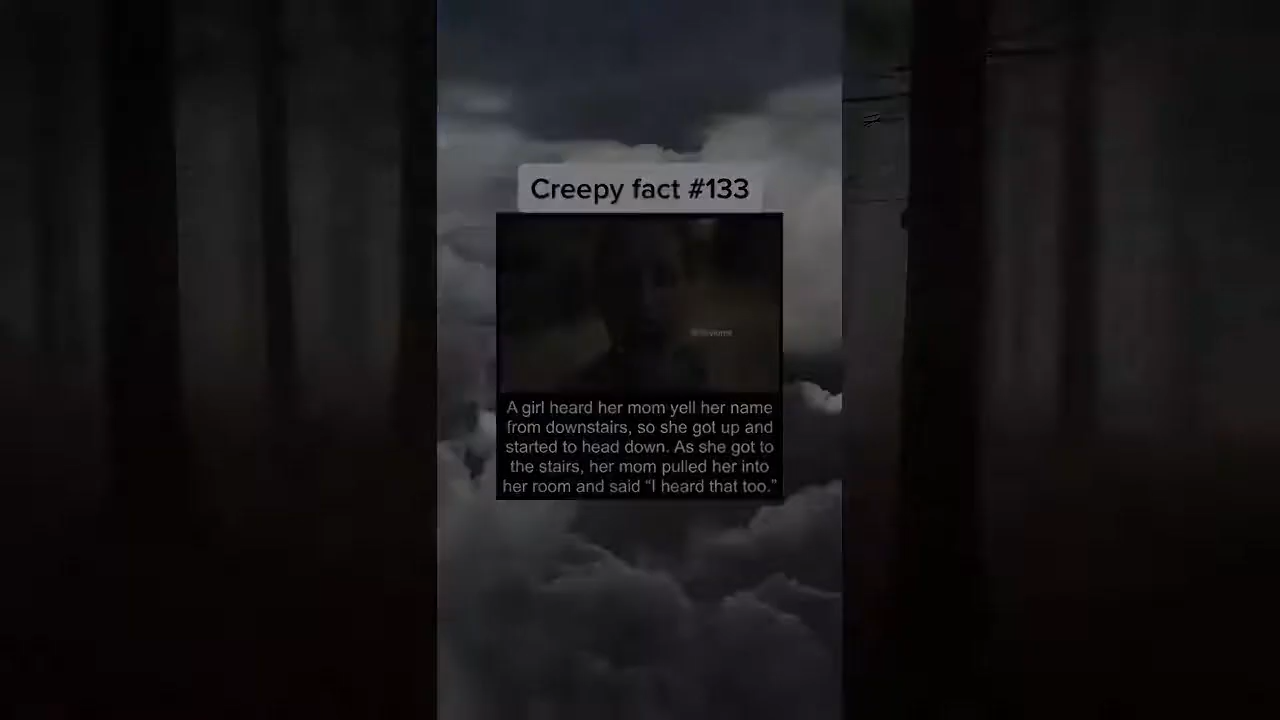 Creepy fact #133
A girl heard her mom yell her name
from downstairs, so she got up and
started to head down. As she got to
the stairs, her mom pulled her into
her room and said “I heard that too.”